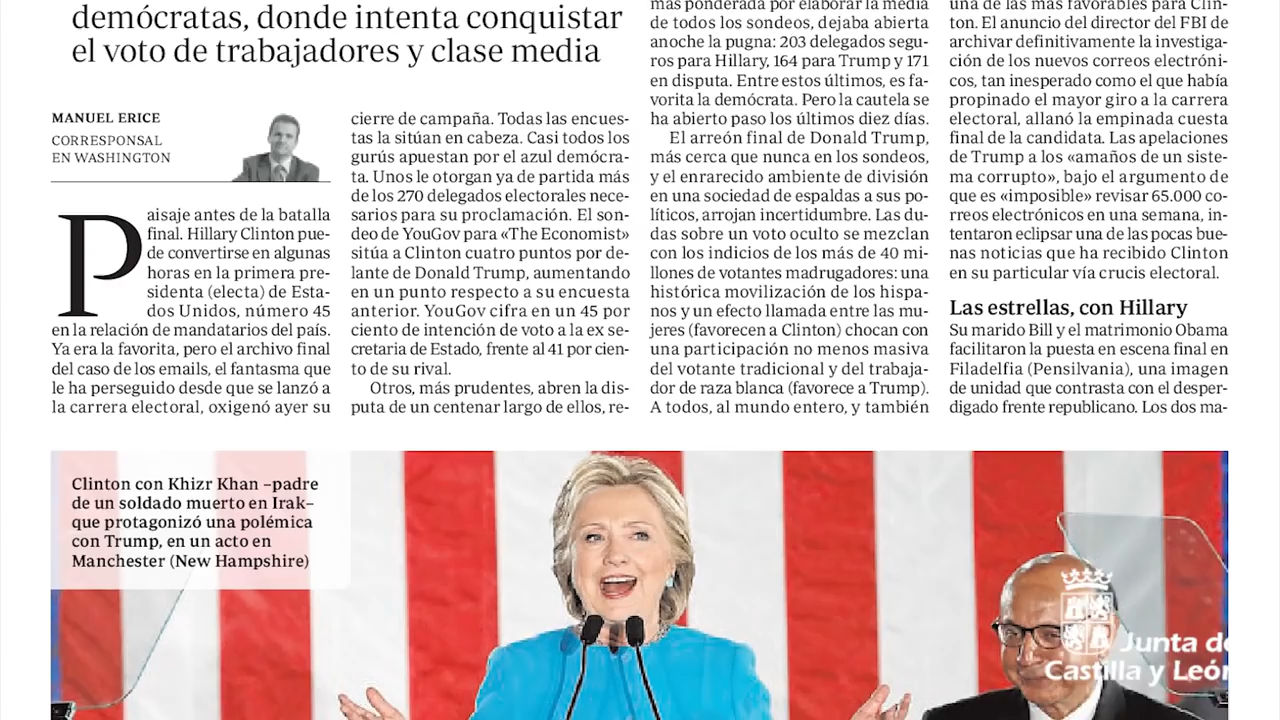 demócratas, donde intenta conquistar
el voto de trabajadores y clase media
MANUEL ERICE
CORRESPONSAL
EN WASHINGTON
Paisaje antes de la batalla
final. Hillary Clinton pue-
de convertirse en algunas
horas en la primera pre-
sidenta (electa) de Esta-
dos Unidos, número 45
en la relación de mandatarios del país.
Ya era la favorita, pero el archivo final
del caso de los emails, el fantasma que
le ha perseguido desde que se lanzó a
la carrera electoral, oxigenó ayer su
cierre de campaña. Todas las encues-
tas la sitúan en cabeza. Casi todos los
gurús apuestan por el azul demócra-
ta. Unos le otorgan ya de partida más
de los 270 delegados electorales nece-
sarios para su proclamación. El son-
deo de YouGov para «The Economist»
sitúa a Clinton cuatro puntos por de-
lante de Donald Trump, aumentando
en un punto respecto a su encuesta
anterior. YouGov cifra en un 45 por
ciento de intención de voto a la ex se-
cretaria de Estado, frente al 41 por cien-
to de su rival.
Otros, más prudentes, abren la dis-
puta de un centenar largo de ellos, re-
más ponderada por elaborar la media
de todos los sondeos, dejaba abierta
anoche la pugna: 203 delegados segu-
ros para Hillary, 164 para Trump y 171
en disputa. Entre estos últimos, es fa-
vorita la demócrata. Pero la cautela se
ha abierto paso los últimos diez días.
El arreón final de Donald Trump,
más cerca que nunca en los sondeos,
y el enrarecido ambiente de división
en una sociedad de espaldas a sus po-
líticos, arrojan incertidumbre. Las du-
das sobre un voto oculto se mezclan
con los indicios de los más de 40 mi-
llones de votantes madrugadores: una
histórica movilización de los hispa-
nos y un efecto llamada entre las mu-
jeres (favorecen a Clinton) chocan con
una participación no menos masiva
del votante tradicional y del trabaja-
dor de raza blanca (favorece a Trump).
A todos, al mundo entero, y también
una de las más favorables para Clin-
ton. El anuncio del director del FBI de
archivar definitivamente la investiga-
ción de los nuevos correos electróni-
cos, tan inesperado como el que había
propinado el mayor giro a la carrera
electoral, allanó la empinada cuesta
final de la candidata. Las apelaciones
de Trump a los «amaños de un siste-
ma corrupto», bajo el argumento de
que es «imposible» revisar 65.000 co-
rreos electrónicos en una semana, in-
tentaron eclipsar una de las pocas bue-
nas noticias que ha recibido Clinton
en su particular vía crucis electoral.
Las estrellas, con Hillary
Su marido Bill y el matrimonio Obama
facilitaron la puesta en escena final en
Filadelfia (Pensilvania), una imagen
de unidad que contrasta con el desper-
digado frente republicano. Los dos ma-
Clinton con Khizr Khan –padre
de un soldado muerto en Irak–
que protagonizó una polémica
con Trump, en un acto en
Manchester (New Hampshire)
Junta de
Castilla y León